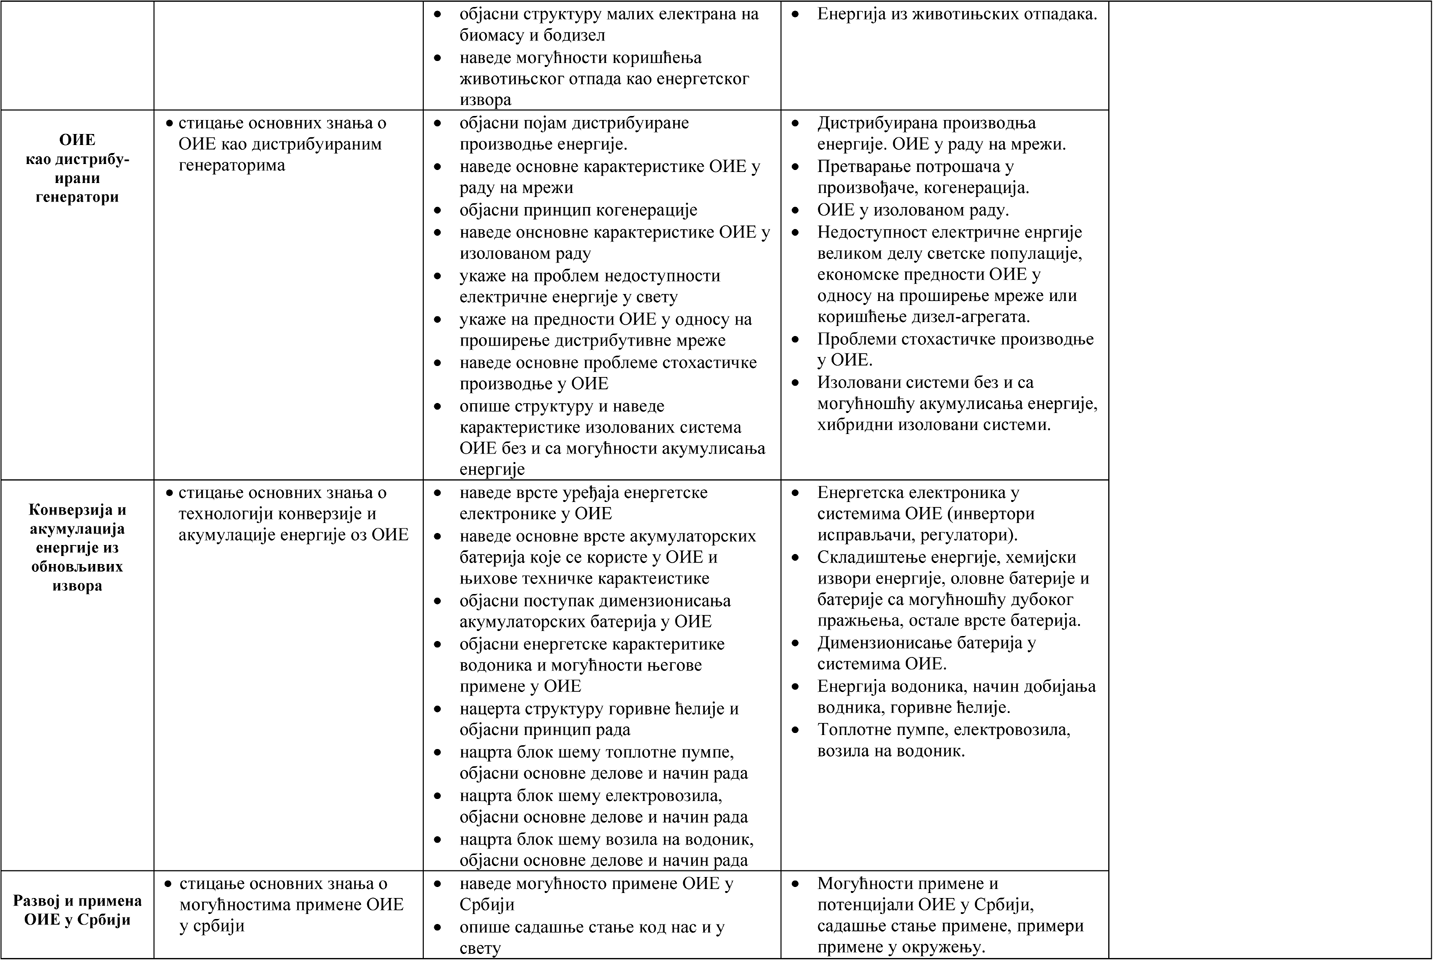 • објасни структуру малих електрана на
биомасу и бодизел
• наведе могућности коришћења
животињског отпада као енергетског
извора
• Енергија из животињских отпадака.
ОИЕ
као дистрибу-
ирани
генератори
• стицање основних знања о
ОИЕ као дистрибуираним
генераторима
• објасни појам дистрибуиране
производње енергије.
• наведе основне карактеристике ОИЕ у
раду на мрежи
• објасни принцип когенерације
• наведе онсновне карактеристике ОИЕ у
изолованом раду
• укаже на проблем недоступности
електричне енергије у свету
• укаже на предности ОИЕ у односу на
проширење дистрибутивне мреже
• наведе основне проблеме стохастичке
производње у ОИЕ
• опише структуру и наведе
карактеристике изолованих система
ОИЕ без и са могућности акумулисања
енергије
• Дистрибуирана производња
енергије. ОИЕ у раду на мрежи.
• Претварање потрошача у
произвођаче, когенерација.
• ОИЕ у изолованом раду.
• Недоступност електричне енргије
великом делу светске популације,
економске предности ОИЕ у
односу на проширење мреже или
коришћење дизел-агрегата.
• Проблеми стохастичке производње
у ОИЕ.
• Изоловани системи без и са
могућношћу акумулисања енергије,
хибридни изоловани системи.
Конверзија и
акумулација
енергије из
обновљивих
извора
• стицање основних знања о
технологији конверзије и
акумулације енергије оз ОИЕ
• наведе врсте уређаја енергетске
електронике у ОИЕ
• наведе основне врсте акумулаторских
батерија које се користе у ОИЕ и
њихове техничке карактеистике
• објасни поступак димензионисања
акумулаторских батерија у ОИЕ
• објасни енергетске карактеритике
водоника и могућности његове
примене у ОИЕ
• нацерта структуру горивне ћелије и
објасни принцип рада
• нацрта блок шему топлотне пумпе,
објасни основне делове и начин рада
• нацрта блок шему електровозила,
објасни основне делове и начин рада
• нацрта блок шему возила на водоник,
објасни основне делове и начин рада
• Енергетска електроника у
системима ОИЕ (инвертори
исправљачи, регулатори).
• Складиштење енергије, хемијски
извори енергије, оловне батерије и
батерије са могућношћу дубоког
пражњења, остале врсте батерија.
• Димензионисање батерија у
системима ОИЕ.
• Енергија водоника, начин добијања
водника, горивне ћелије.
• Топлотне пумпе, електровозила,
возила на водоник.
Развој и примена
ОИЕ у Србији
• стицање основних знања о
могућностима примене ОИЕ
у србији
• наведе могућносто примене ОИЕ у
Србији
• опише садашње стање код нас и у
свету
• Могућности примене и
потенцијали ОИЕ у Србији,
садашње стање примене, примери
примене у окружењу.